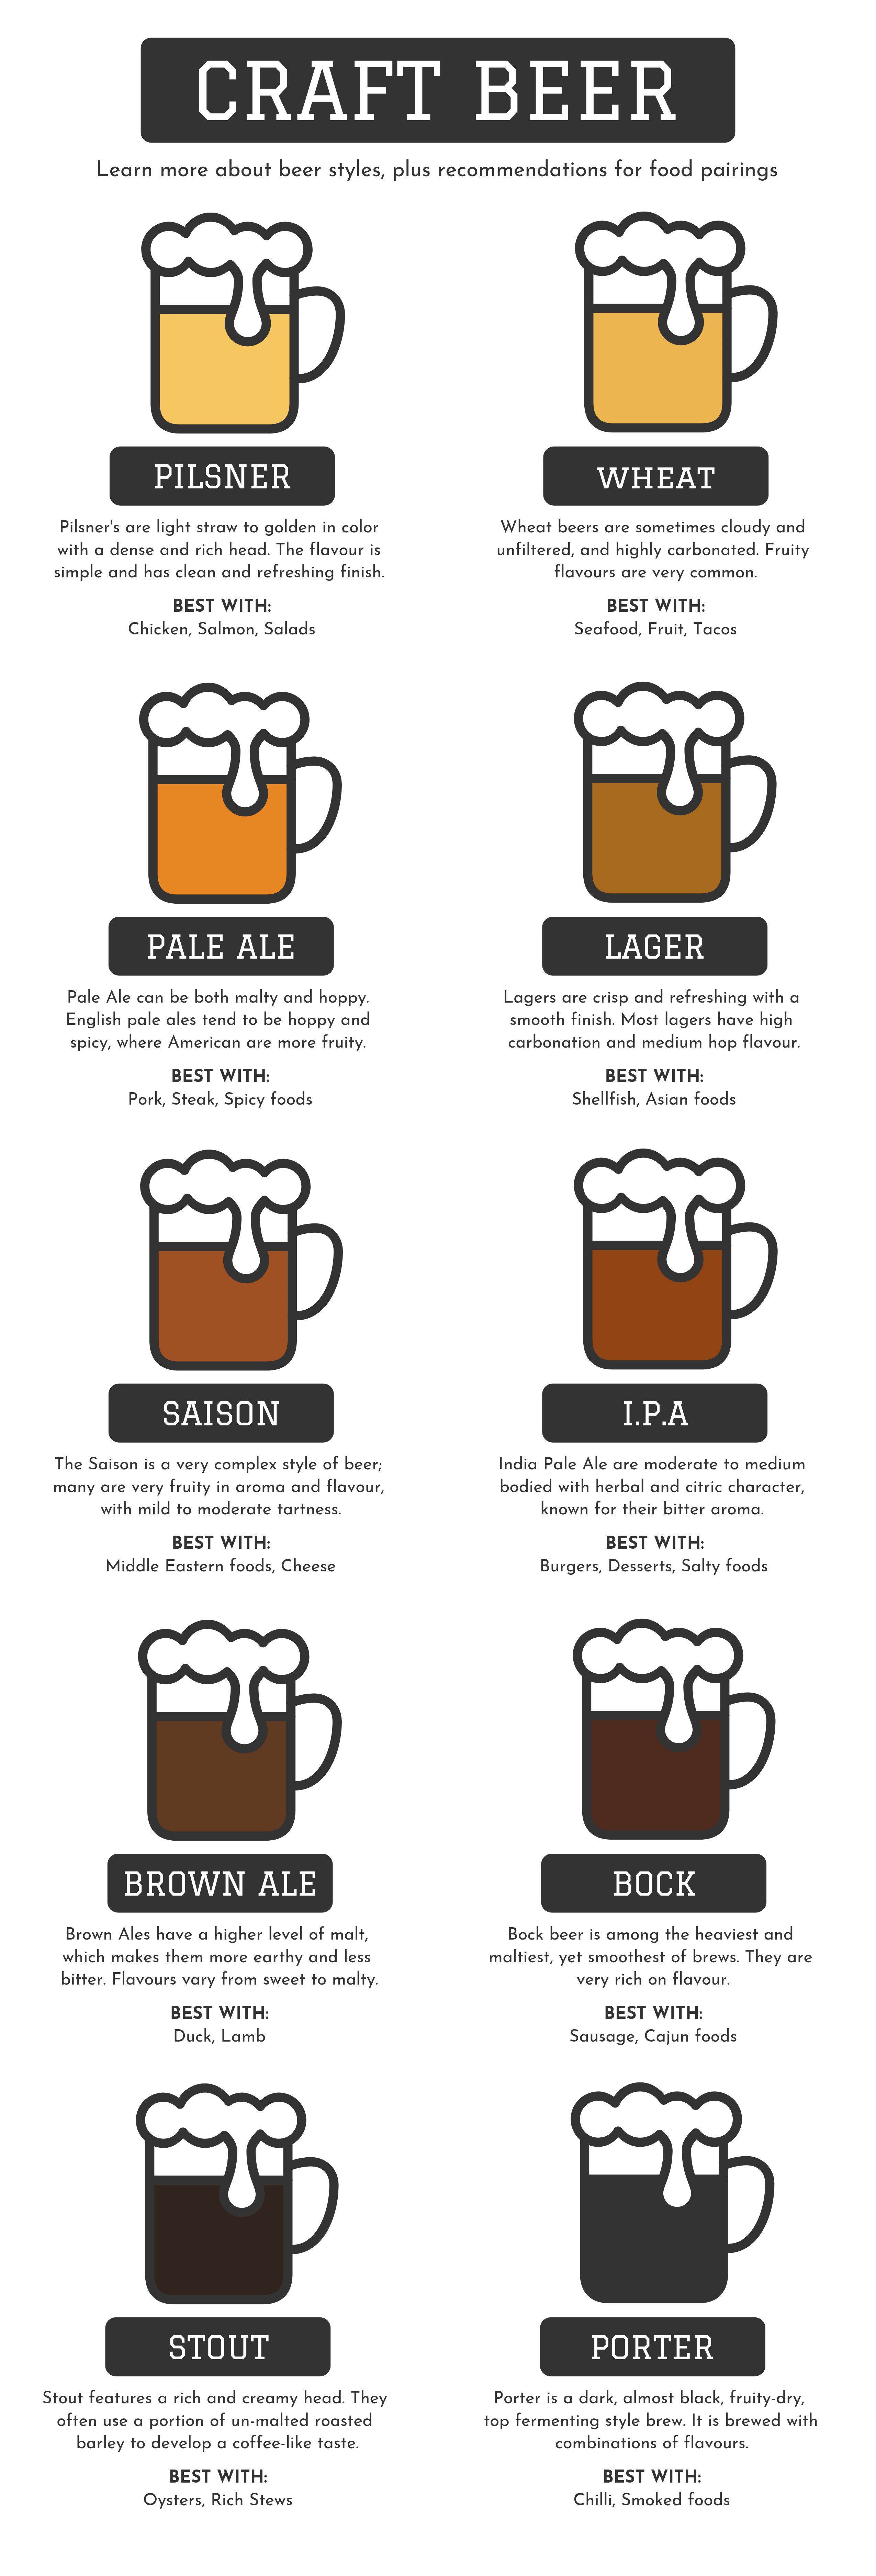 CRAFT BEER
Learn more about beer styles, plus recommendations for food pairings
PILSNER
Pilsner's are light straw to golden in color
with a dense and rich head. The flavour is
simple and has clean and refreshing finish.
BEST WITH:
Chicken, Salmon, Salads
WHEAT
Wheat beers are sometimes cloudy and
unfiltered, and highly carbonated. Fruity
flavours are very common.
BEST WITH:
Seafood, Fruit, Tacos
PALE ALE
Pale Ale can be both malty and hoppy.
English pale ales tend to be hoppy and
spicy, where American are more fruity.
BEST WITH:
Pork, Steak, Spicy foods
LAGER
Lagers are crisp and refreshing with a
smooth finish. Most lagers have high
carbonation and medium hop flavour.
BEST WITH:
Shellfish, Asian foods
SAISON
The Saison is a very complex style of beer;
many are very fruity in aroma and flavour,
with mild to moderate tartness.
BEST WITH:
Middle Eastern foods, Cheese
I.P.A
India Pale Ale are moderate to medium
bodied with herbal and citric character,
known for their bitter aroma.
BEST WITH:
Burgers, Desserts, Salty foods
BROWN ALE
Brown Ales have a higher level of malt,
which makes them more earthy and less
bitter. Flavours vary from sweet to malty.
BEST WITH:
Duck, Lamb
BOCK
Bock beer is among the heaviest and
maltiest, yet smoothest of brews. They are
very rich on flavour.
BEST WITH:
Sausage, Cajun foods
STOUT
Stout features a rich and creamy head. They
often use a portion of un-malted roasted
barley to develop a coffee-like taste.
BEST WITH:
Oysters, Rich Stews
PORTER
Porter is a dark, almost black, fruity-dry,
top fermenting style brew. It is brewed with
combinations of flavours.
BEST WITH:
Chilli, Smoked foods